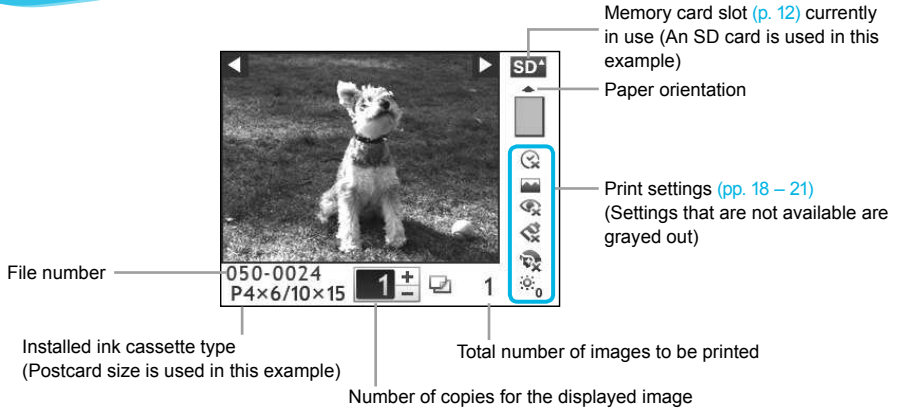 Memory card slot (p. 12) currently
in use (An SD card is used in this
example)
SD
Paper orientation
Print settings (pp. 18 – 21)
(Settings that are not available are
grayed out)
0
File number
050-0024
P4×6/10×15
1
+
−
1
Installed ink cassette type
(Postcard size is used in this example)
Total number of images to be printed
Number of copies for the displayed image